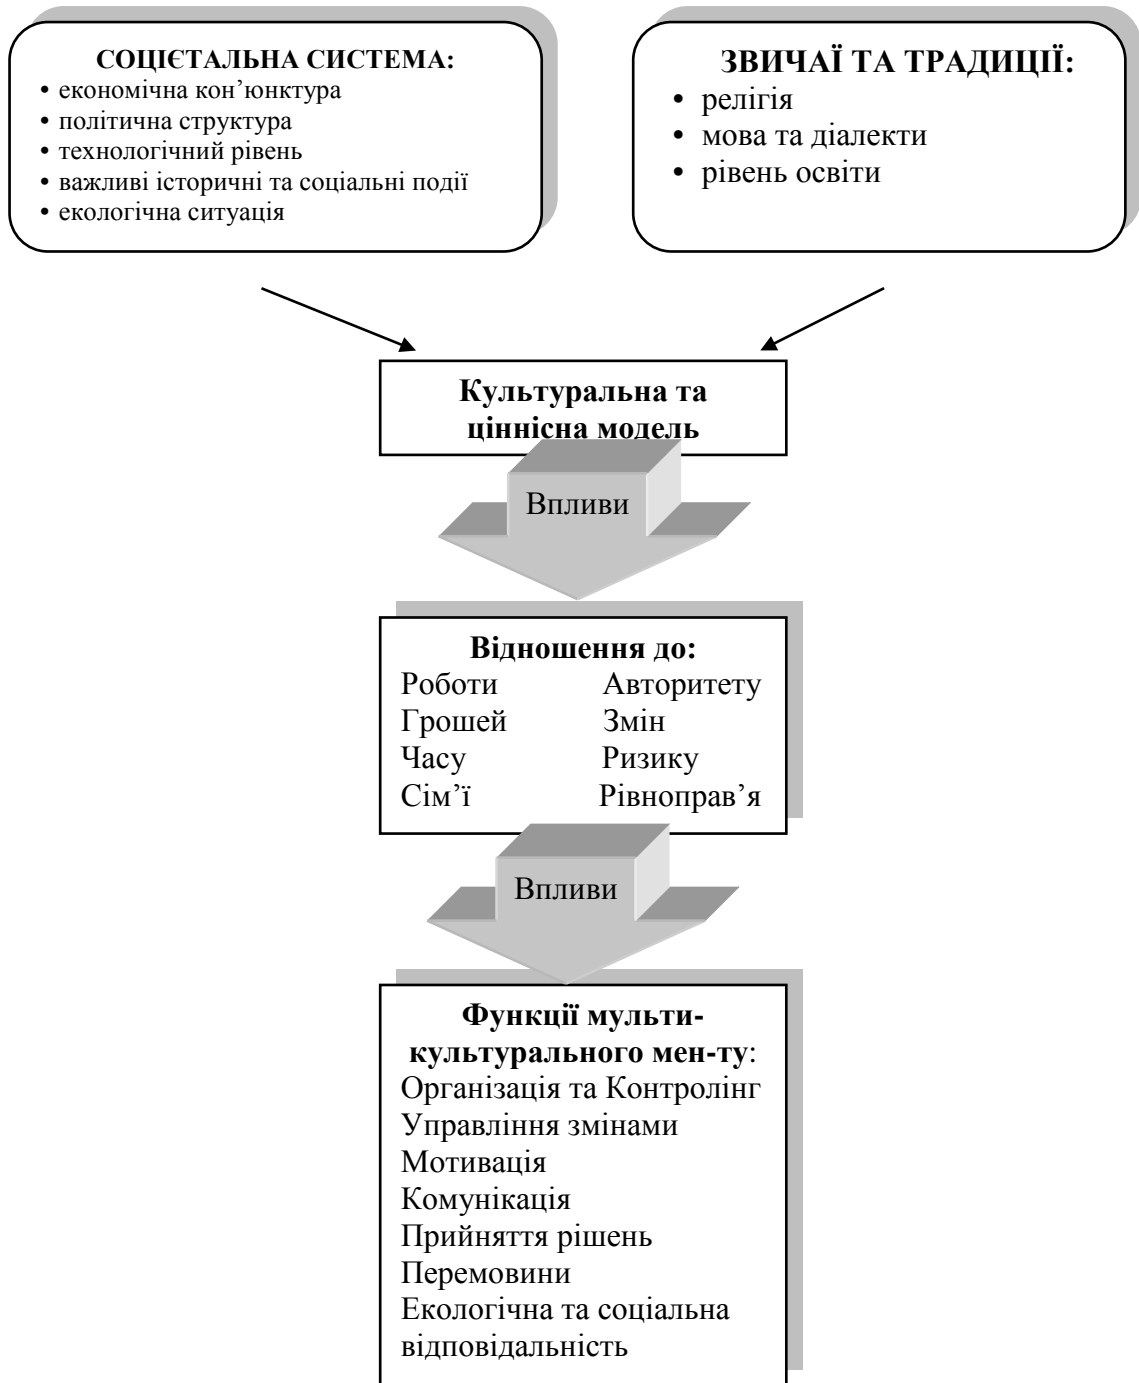 СОЦІЄТАЛЬНА СИСТЕМА:
• економічна кон’юнктура
• політична структура
• технологічний рівень
• важливі історичні та соціальні події
• екологічна ситуація
ЗВИЧАЇ ТА ТРАДИЦІЇ:
• релігія
• мова та діалекти
• рівень освіти
Культуральна та
ціннісна модель
Впливи
Відношення до:
Роботи Авторитету
Грошей Змін
Часу Ризику
Сім’ї Рівноправ’я
Впливи
Функції мульти-
культурального мен-ту:
Організація та Контролінг
Управління змінами
Мотивація
Комунікація
Прийняття рішень
Перемовини
Екологічна та соціальна
відповідальність